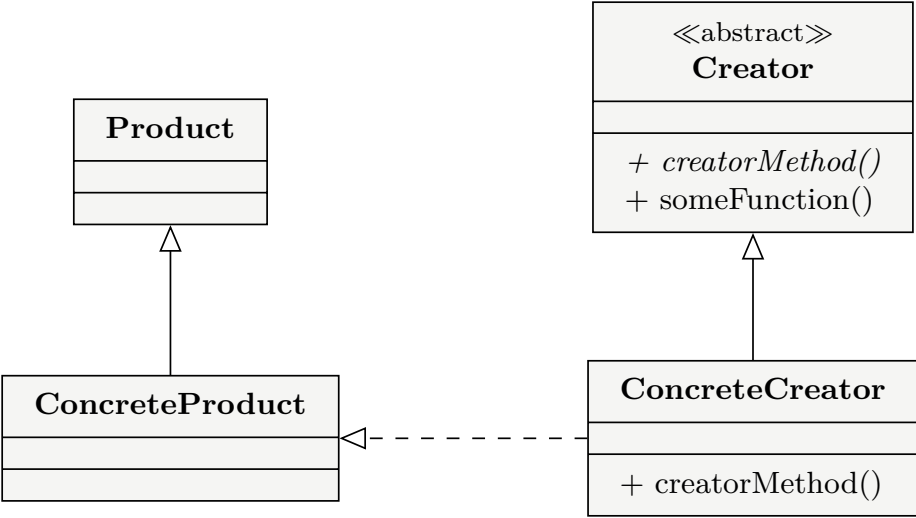 ≪abstract≫
Creator
+ creatorMethod()
+ someFunction()
Product
ConcreteProduct
ConcreteCreator
+ creatorMethod()